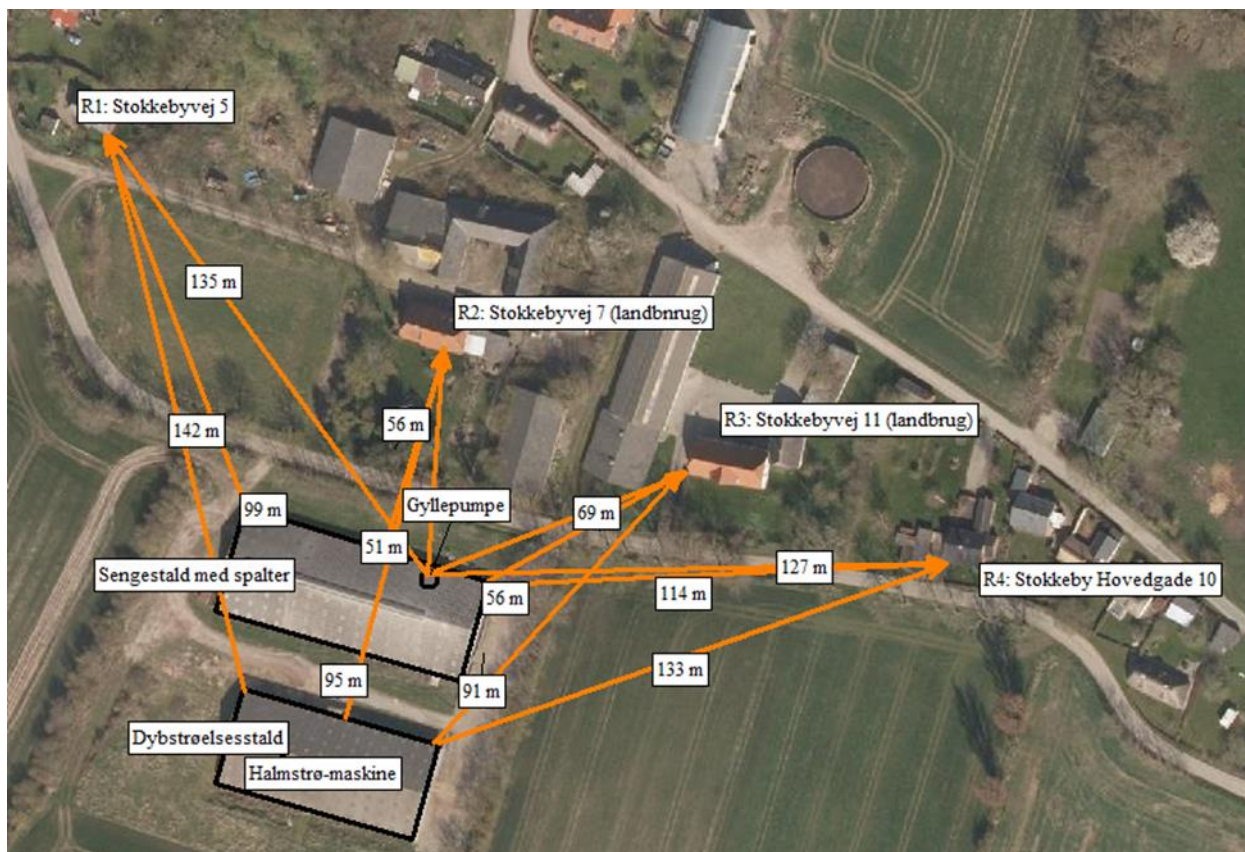 R1: Stokkebyvej 5
135 m
R2: Stokkebyvej 7 (landbnrug)
56 m
142 m
R3: Stokkebyvej 11 (landbrug)
Gyllepumpe
99 m
69 m
51 m
Sengestald med spalter
127 m
R4: Stokkeby Hovedgade 10
56 m
114 m
133 m
95 m
91 m
Dybstrøelsesstald
Halmstrø-maskine